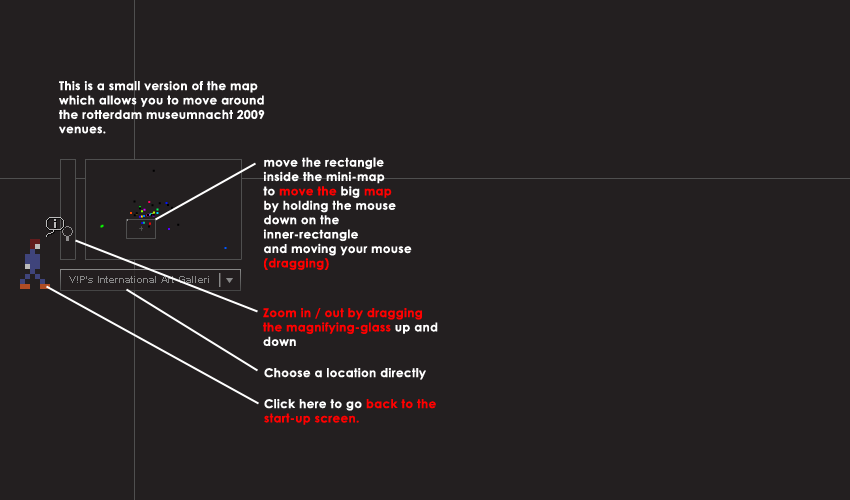 This is a small version of the map
which allows you to move around
the rotterdam museumnacht 2009
venues.
move the rectangle
inside the mini-map
to move the big map
by holding the mouse
down on the
inner-rectangle
and moving your mouse
(dragging)
i
V!P's International Art Galleri
Zoom in / out by dragging
the magnifying-glass up and
down
Choose a location directly
Click here to go back to the
start-up screen.